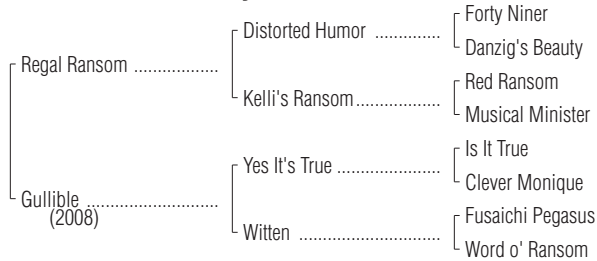 Forty Niner
Distorted Humor ..............
Danzig's Beauty
Regal Ransom ..................
Red Ransom
Kelli's Ransom..................
Musical Minister
Is It True
Yes It's True ......................
Clever Monique
Gullible ............................
(2008)
Fusaichi Pegasus
Witten ..............................
Word o' Ransom